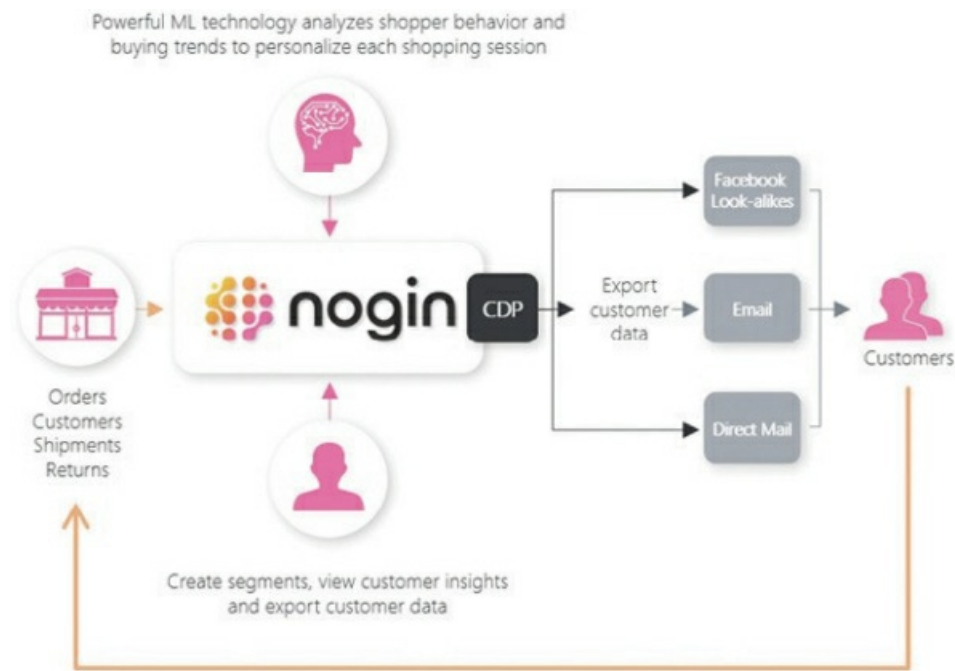 Powerful ML technology analyzes shopper behavior and
buying trends to personalize each shopping session
Facebook
Look-alikes
nogin
CDP
Export
customer
data
Email
Customers
Orders
Customers
Shipments
Returns
Direct Mail
Create segments, view customer insights
and export customer data